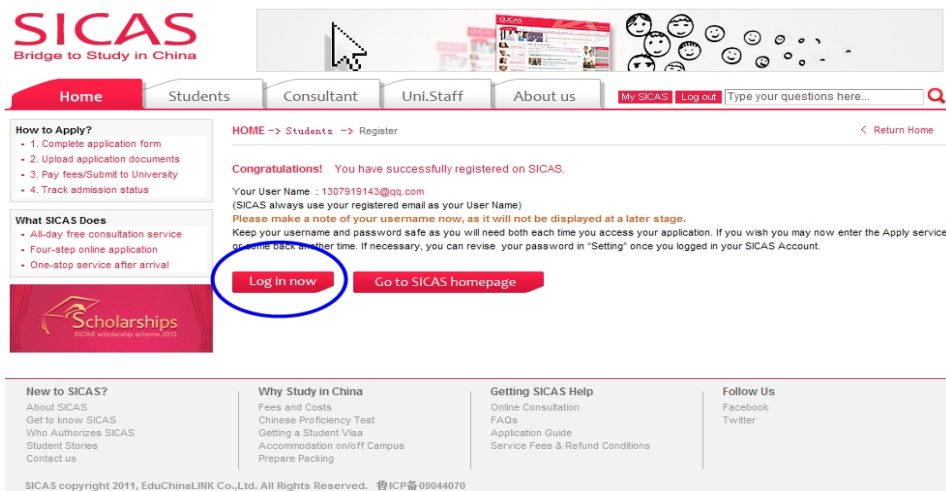 SICAS
Bridge to Study in China
Home
Students
Consultant
Uni.Staff
About us
My SICAS
Log out
Type your questions here...
How to Apply?
1. Complete application form
2. Upload application documents
3. Pay fees/Submit to University
4. Track admission status
What SICAS Does
All-day free consultation service
Four-step online application
One-stop service after arrival
Scholarships
SICAS scholarship scheme 2012
HOME -> Students -> Register
< Return Home
Congratulations! You have successfully registered on SICAS.
Your User Name : 1307919143@qq.com
(SICAS always use your registered email as your User Name)
Please make a note of your username now, as it will not be displayed at a later stage.
Keep your username and password safe as you will need both each time you access your application. If you wish you may now enter the Apply service
or come back another time. If necessary, you can revise your password in "Setting" once you logged in your SICAS Account.
Log in now
Go to SICAS homepage
New to SICAS?
About SICAS
Get to know SICAS
Who Authorizes SICAS
Student Stories
Contact us
Why Study in China
Fees and Costs
Chinese Proficiency Test
Getting a Student Visa
Accommodation on/off Campus
Prepare Packing
Getting SICAS Help
Online Consultation
FAQs
Application Guide
Service Fees & Refund Conditions
Follow Us
Facebook
Twitter
SICAS copyright 2011, EduChinaLINK Co.,Ltd. All Rights Reserved. 鲁ICP备09044070